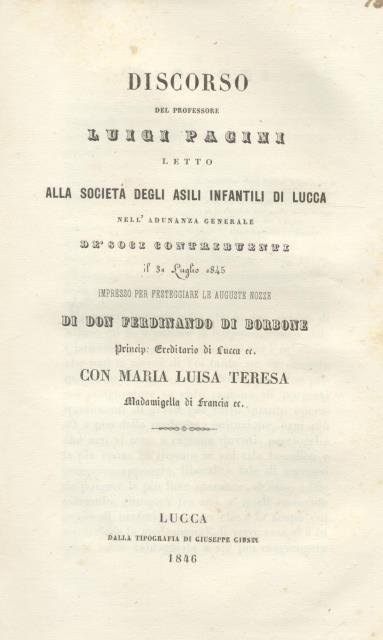 DISCORSO
DEL PROFESSORE
LUIGI PACINI
LETTO
ALLA SOCIETÀ DEGLI ASILI INFANTILI DI LUCCA
NELL' ADUNANZA GENERALE
DE' SOCI CONTRIBUENTI
il 31 Luglio 1845
IMPRESSO PER FESTEGGIARE LE AUGUSTE NOZZE
DI DON FERDINANDO DI BORBONE
Princip: Ereditario di Lucca ec.
CON MARIA LUISA TERESA
Madamigella di Francia ec.
LUCCA
DALLA TIPOGRAFIA DI GIUSEPPE GIUSTI
1846